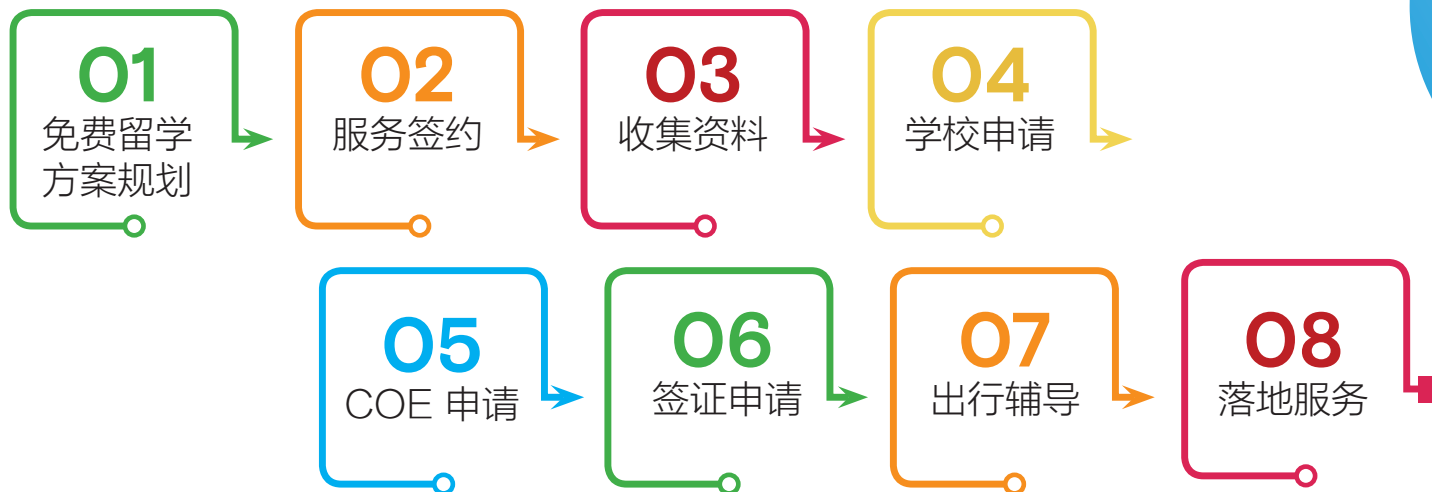 01
免费留学
方案规划
02
服务签约
03
收集资料
04
学校申请
05
COE 申请
06
签证申请
07
出行辅导
08
落地服务